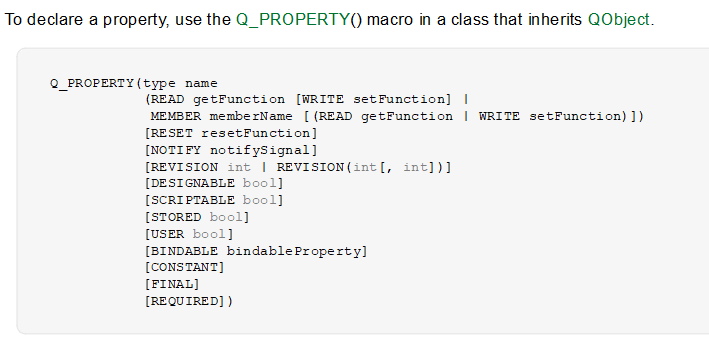 To declare a property, use the Q_PROPERTY() macro in a class that inherits QObject.
Q_PROPERTY(type name
(READ getFunction [WRITE setFunction] |
MEMBER memberName [(READ getFunction | WRITE setFunction)])
[RESET resetFunction]
[NOTIFY notifySignal]
[REVISION int | REVISION(int[, int])]
[DESIGNABLE bool]
[SCRIPTABLE bool]
[STORED bool]
[USER bool]
[BINDABLE bindableProperty]
[CONSTANT]
[FINAL]
[REQUIRED])